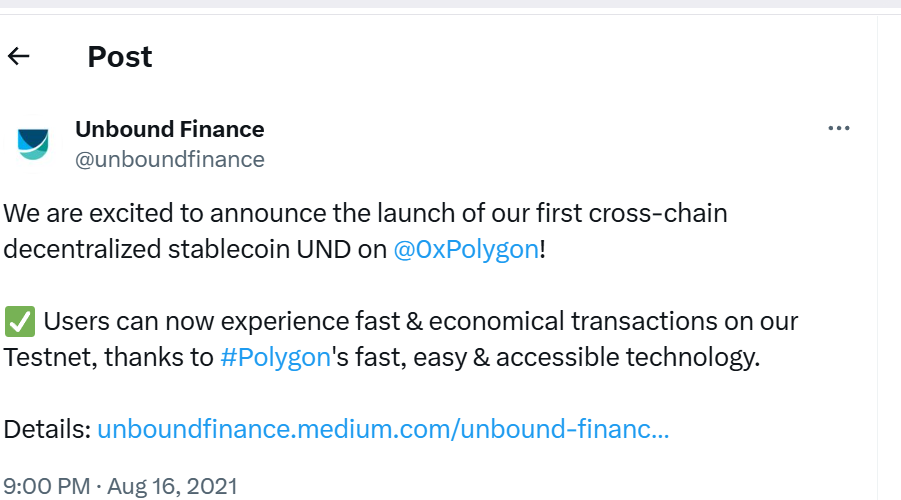 Post
Unbound Finance
@unboundfinance
We are excited to announce the launch of our first cross-chain
decentralized stablecoin UND on @0xPolygon!
✅ Users can now experience fast & economical transactions on our
Testnet, thanks to #Polygon's fast, easy & accessible technology.
Details: unboundfinance.medium.com/unbound-financ...
9:00 PM · Aug 16, 2021